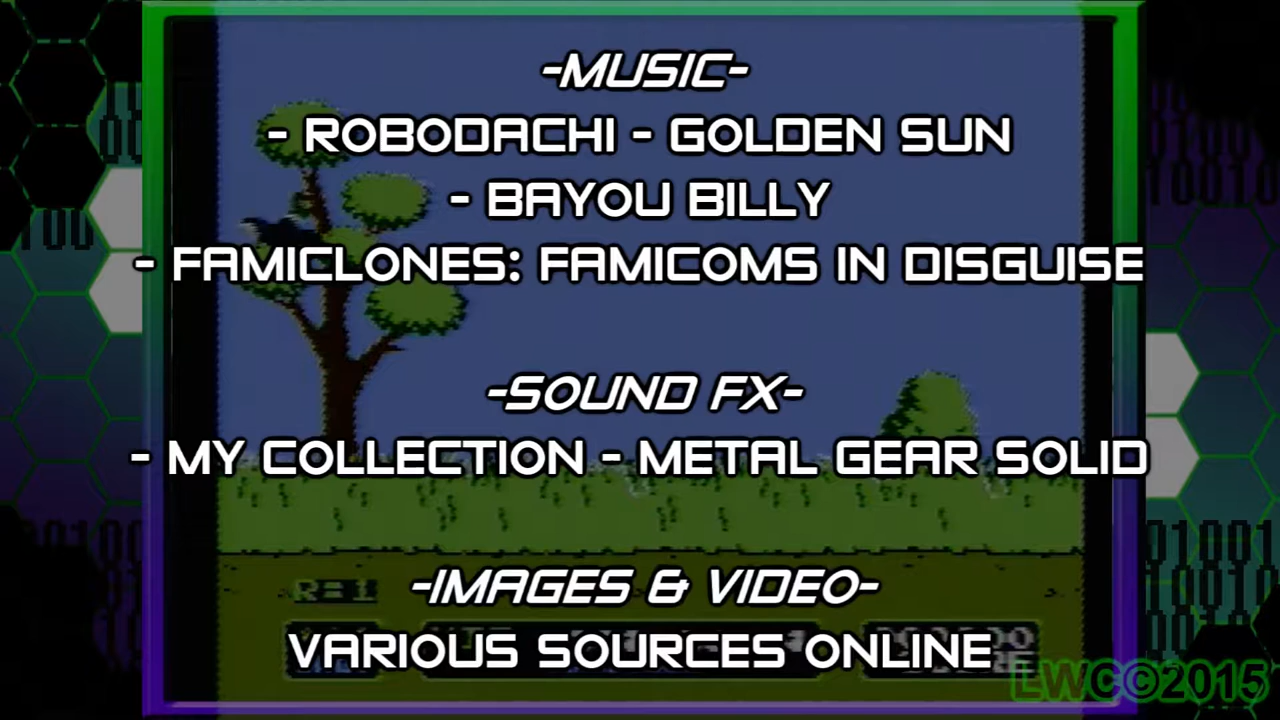 -MUSIC-
- ROBODACHI - GOLDEN SUN
- BAYOU BILLY
- FAMICLONES: FAMICOMS IN DISGUISE
-SOUND FX-
- MY COLLECTION - METAL GEAR SOLID
-IMAGES & VIDEO-
R=1
VARIOUS SOURCES ONLINE
LWC©2015